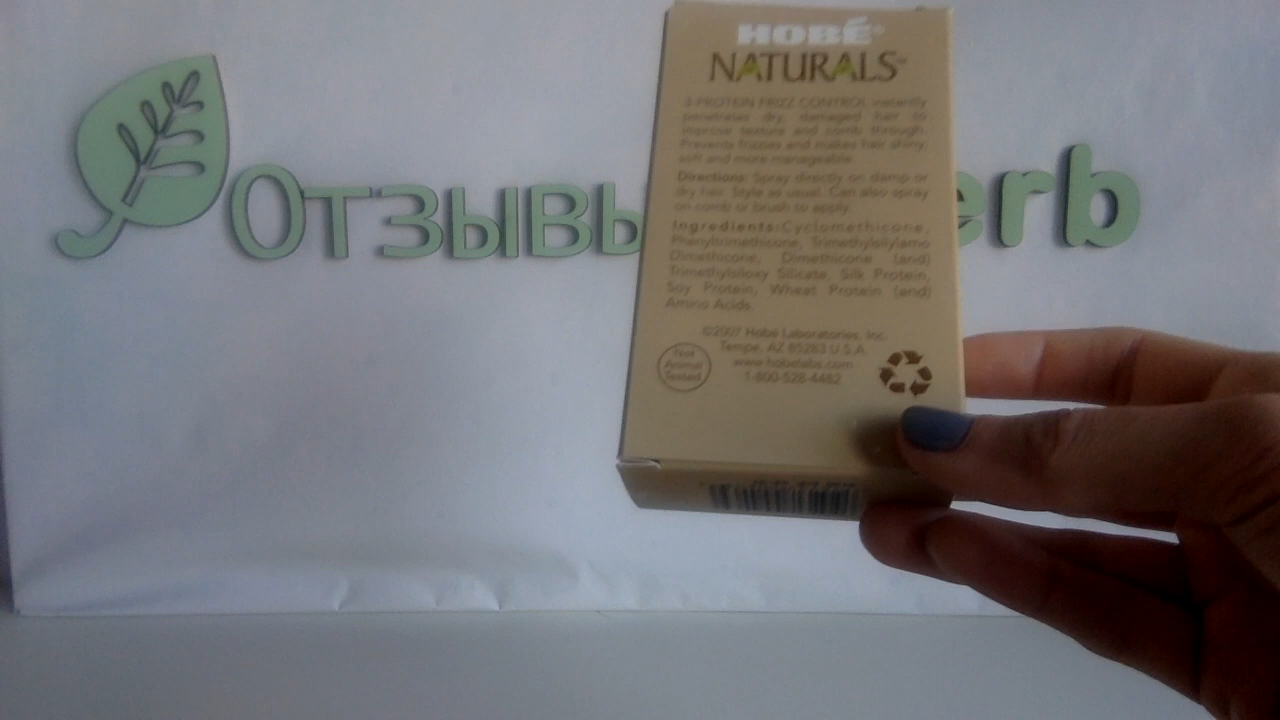 Отзывы
erb
HOBÉ®
NATURALS™
3-PROTEIN FRIZZ CONTROL instantly
penetrates dry, damaged hair to
improve texture and comb through.
Prevents frizzies and makes hair shiny,
soft and more manageable.
Directions: Spray directly on damp or
dry hair. Style as usual. Can also spray
on comb or brush to apply.
Ingredients: Cyclomethicone,
Phenyltrimethicone, Trimethylsilylamo
Dimethicone, Dimethicone (and)
Trimethylsiloxy Silicate, Silk Protein,
Soy Protein, Wheat Protein (and)
Amino Acids.
©2007 Hobé Laboratories, Inc.
Tempe, AZ 85283 U.S.A.
www.hobelabs.com
1-800-528-4482
Not
Animal
Tested